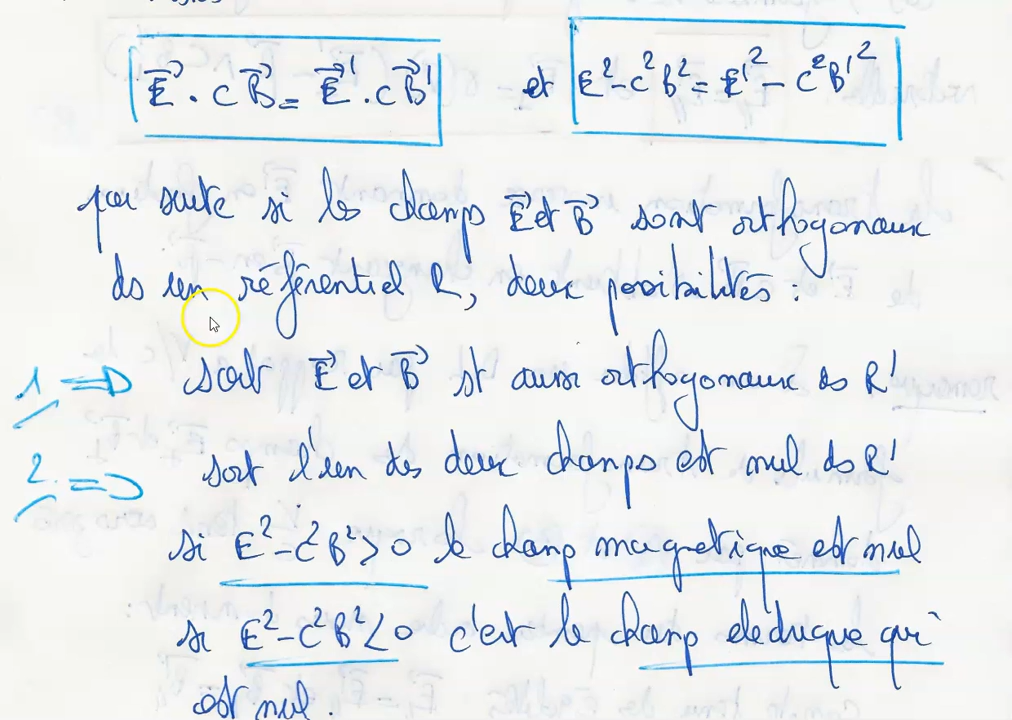 E⃗ . cB⃗ = E⃗' . cB⃗' et E² - c²B² = E'² - c²B'²
par suite si les champs E⃗ et B⃗ sont orthogonaux
ds un référentiel R, deux possibilités :
1 => soit E⃗ et B⃗ st aussi orthogonaux ds R'
2. => soit l'un des deux champs est nul ds R'
si E² - c²B² > 0 le champ magnetique est nul
si E² - c²B² < 0 c'est le champ electrique qui
est nul.